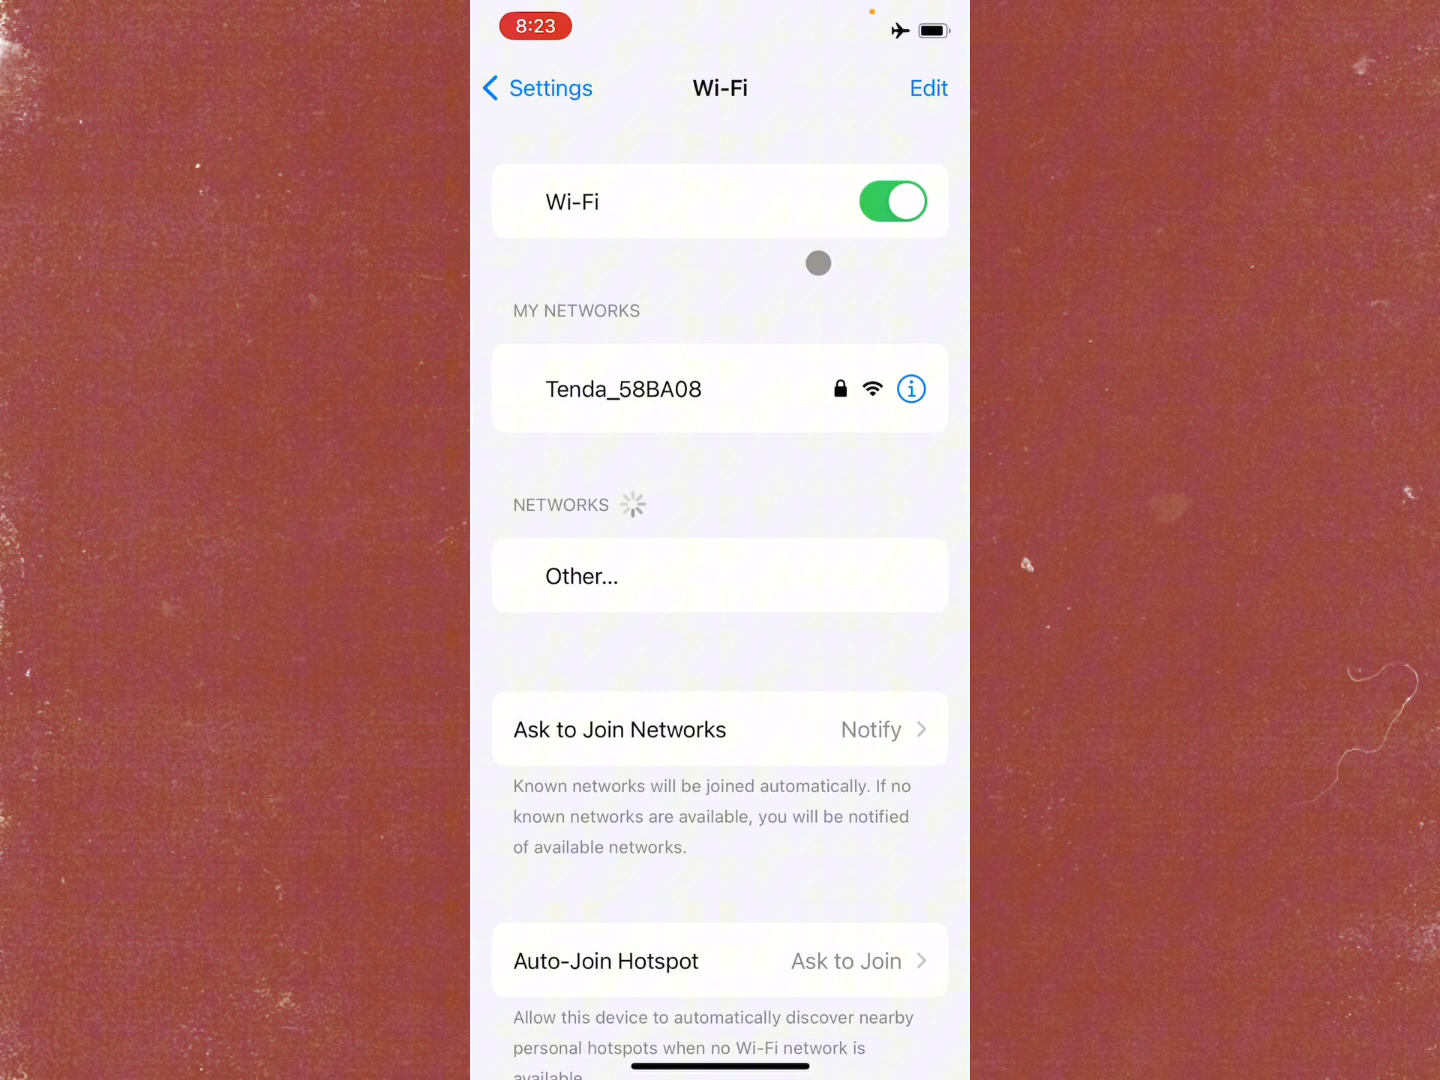 8:23
Settings
Wi-Fi
Edit
Wi-Fi
MY NETWORKS
Tenda_58BA08
NETWORKS
Other...
Ask to Join Networks
Notify
Known networks will be joined automatically. If no
known networks are available, you will be notified
of available networks.
Auto-Join Hotspot
Ask to Join
Allow this device to automatically discover nearby
personal hotspots when no Wi-Fi network is
available.